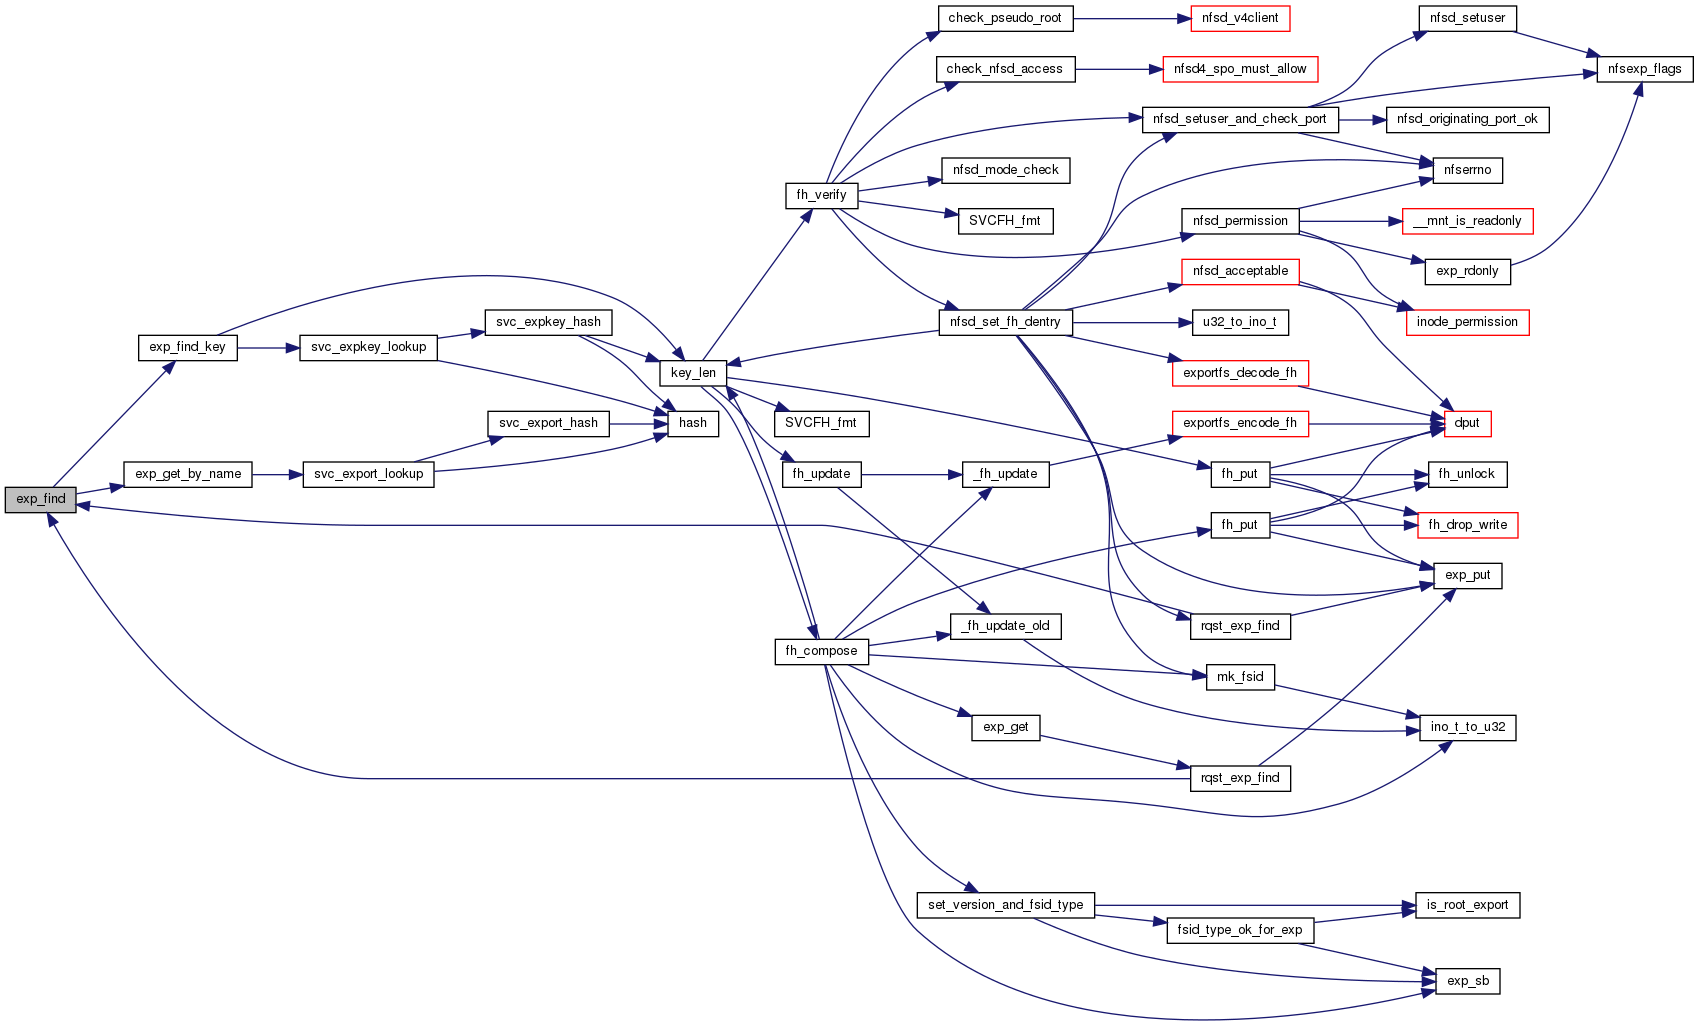 exp_find
exp_find_key
exp_get_by_name
svc_expkey_lookup
svc_export_lookup
svc_expkey_hash
svc_export_hash
key_len
hash
fh_verify
SVCFH_fmt
fh_update
fh_compose
check_pseudo_root
check_nfsd_access
nfsd_mode_check
SVCFH_fmt
nfsd_set_fh_dentry
_fh_update
_fh_update_old
exp_get
set_version_and_fsid_type
nfsd_v4client
nfsd4_spo_must_allow
nfsd_setuser_and_check_port
nfsd_permission
nfsd_acceptable
u32_to_ino_t
exportfs_decode_fh
exportfs_encode_fh
fh_put
fh_put
rqst_exp_find
mk_fsid
rqst_exp_find
fsid_type_ok_for_exp
nfsd_setuser
nfsd_originating_port_ok
nfserrno
__mnt_is_readonly
exp_rdonly
inode_permission
dput
fh_unlock
fh_drop_write
exp_put
ino_t_to_u32
is_root_export
exp_sb
nfsexp_flags